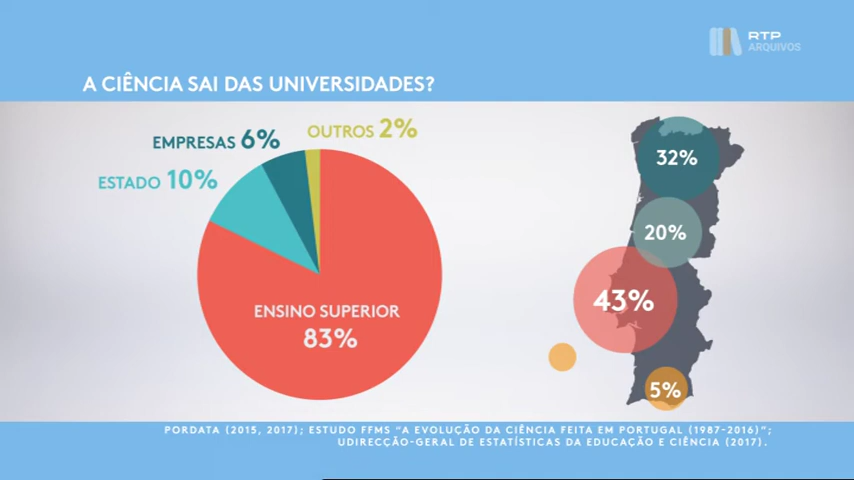 RTP
ARQUIVOS
A CIÊNCIA SAI DAS UNIVERSIDADES?
OUTROS 2%
EMPRESAS 6%
ESTADO 10%
ENSINO SUPERIOR
83%
32%
20%
43%
5%
PORDATA (2015, 2017); ESTUDO FFMS “A EVOLUÇÃO DA CIÊNCIA FEITA EM PORTUGAL (1987-2016)”;
UDIRECÇÃO-GERAL DE ESTATÍSTICAS DA EDUCAÇÃO E CIÊNCIA (2017).